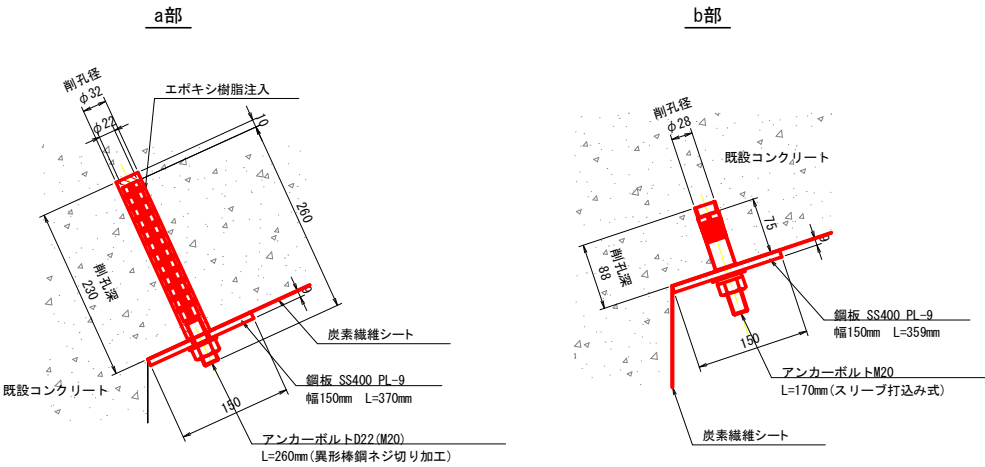 a部
削孔径
φ32
φ22
エポキシ樹脂注入
10
260
削孔深
230
9
炭素繊維シート
既設コンクリート
鋼板 SS400 PL-9
幅150mm L=370mm
150
アンカーボルトD22(M20)
L=260mm(異形棒鋼ネジ切り加工)
b部
削孔径
φ28
既設コンクリート
75
9
削孔深
88
鋼板 SS400 PL-9
幅150mm L=359mm
150
アンカーボルトM20
L=170mm(スリーブ打込み式)
炭素繊維シート